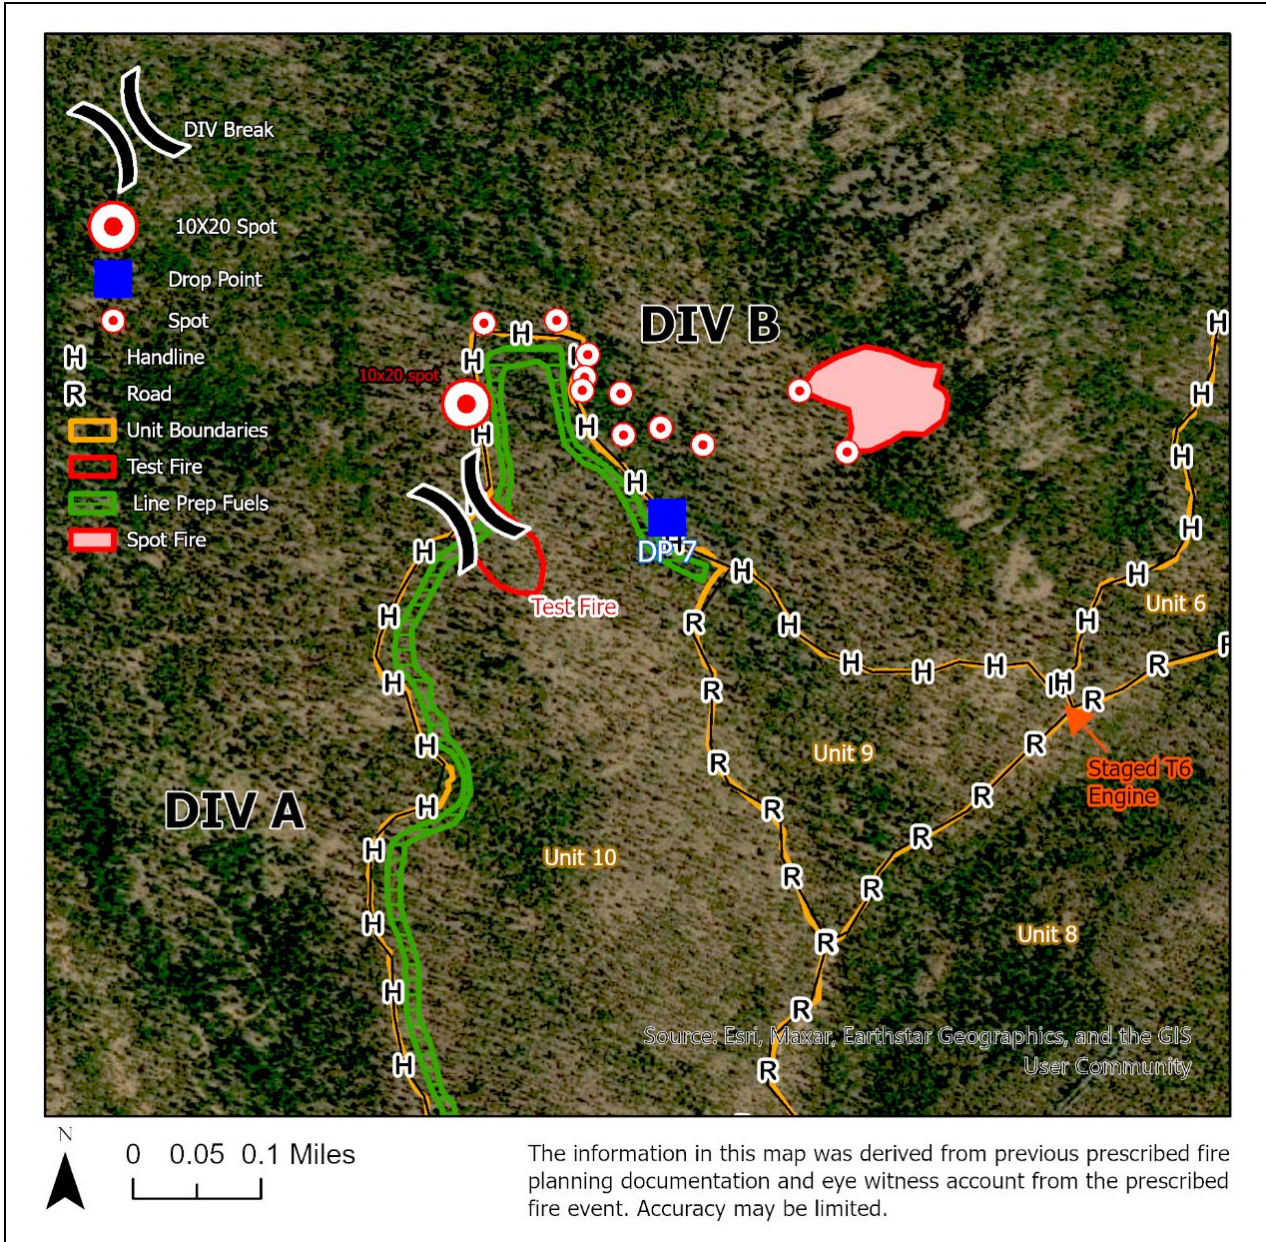 DIV Break
10X20 Spot
Drop Point
Spot
H Handline
R Road
Unit Boundaries
Test Fire
Line Prep Fuels
Spot Fire
DIV B
H
H
H
10x20 spot
H
H
H
H
H
H
DP 7
H
H
H
Test Fire
Unit 6
H
R
H
H
R
R
H
H
H
H
H
H
R
R
H
R
R
Unit 9
Staged T6
Engine
R
H
DIV A
R
R
H
Unit 10
R
R
H
Unit 8
R
H
R
Source: Esri, Maxar, Earthstar Geographics, and the GIS
User Community
H
R
N
0 0.05 0.1 Miles
The information in this map was derived from previous prescribed fire
planning documentation and eye witness account from the prescribed
fire event. Accuracy may be limited.